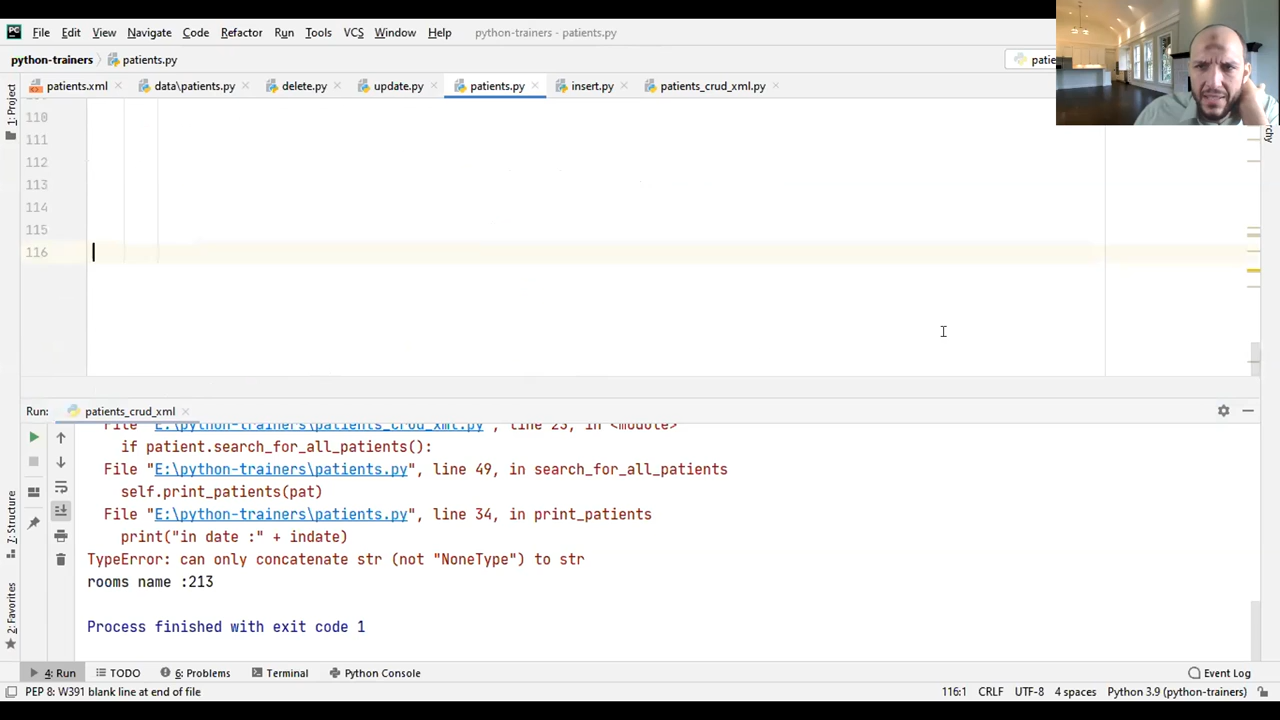 File Edit View Navigate Code Refactor Run Tools VCS Window Help python-trainers - patients.py
python-trainers patients.py
patients.xml data\patients.py delete.py update.py patients.py insert.py patients_crud_xml.py
1: Project
110
111
112
113
114
115
116
Run: patients_crud_xml
File "E:\python-trainers\patients_crud_xml.py", line 23, in <module>
if patient.search_for_all_patients():
File "E:\python-trainers\patients.py", line 49, in search_for_all_patients
self.print_patients(pat)
File "E:\python-trainers\patients.py", line 34, in print_patients
print("in date :" + indate)
TypeError: can only concatenate str (not "NoneType") to str
rooms name :213
Process finished with exit code 1
7: Structure
2: Favorites
4: Run TODO 6: Problems Terminal Python Console Event Log
PEP 8: W391 blank line at end of file 116:1 CRLF UTF-8 4 spaces Python 3.9 (python-trainers)